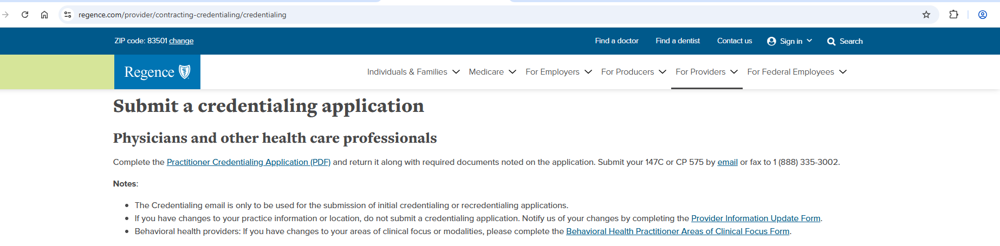 regence.com/provider/contracting-credentialing/credentialing
ZIP code: 83501 change
Find a doctor
Find a dentist
Contact us
Sign in
Search
Regence
Individuals & Families
Medicare
For Employers
For Producers
For Providers
For Federal Employees
Submit a credentialing application
Physicians and other health care professionals
Complete the Practitioner Credentialing Application (PDF) and return it along with required documents noted on the application. Submit your 147C or CP 575 by email or fax to 1 (888) 335-3002.
Notes:
• The Credentialing email is only to be used for the submission of initial credentialing or recredentialing applications.
• If you have changes to your practice information or location, do not submit a credentialing application. Notify us of your changes by completing the Provider Information Update Form.
• Behavioral health providers: If you have changes to your areas of clinical focus or modalities, please complete the Behavioral Health Practitioner Areas of Clinical Focus Form.